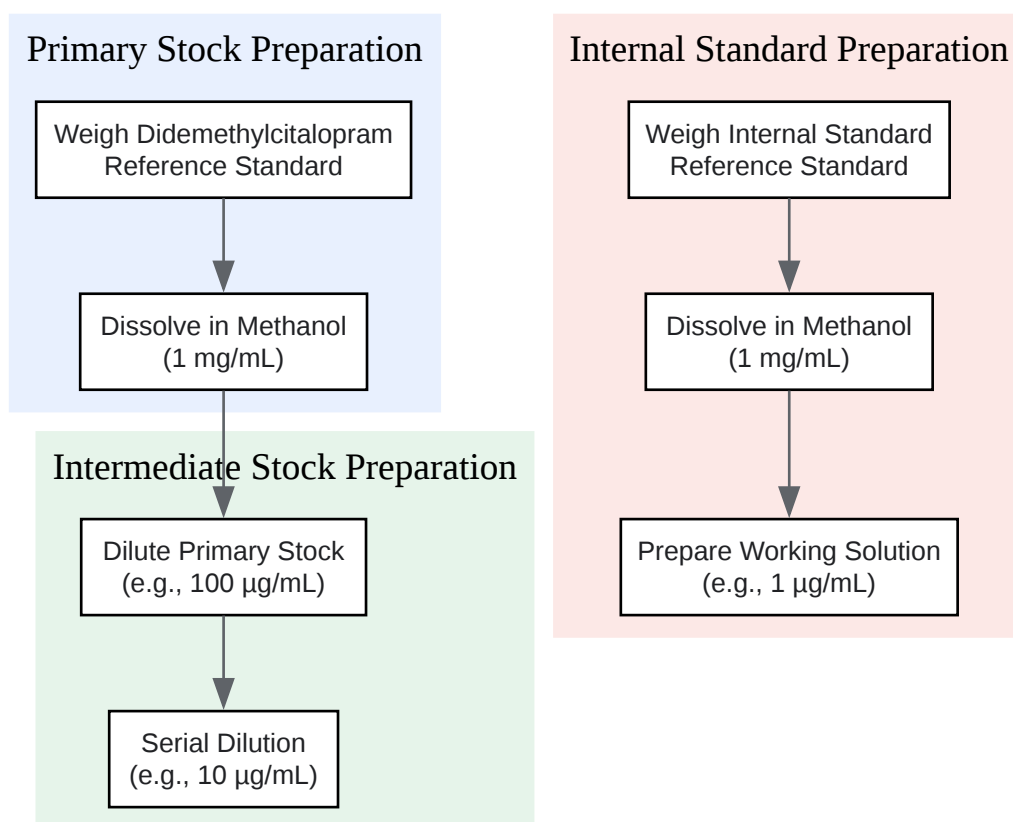 Primary Stock Preparation
Weigh Didemethylcitalopram
Reference Standard
Dissolve in Methanol
(1 mg/mL)
Intermediate Stock Preparation
Dilute Primary Stock
(e.g., 100 µg/mL)
Serial Dilution
(e.g., 10 µg/mL)
Internal Standard Preparation
Weigh Internal Standard
Reference Standard
Dissolve in Methanol
(1 mg/mL)
Prepare Working Solution
(e.g., 1 µg/mL)